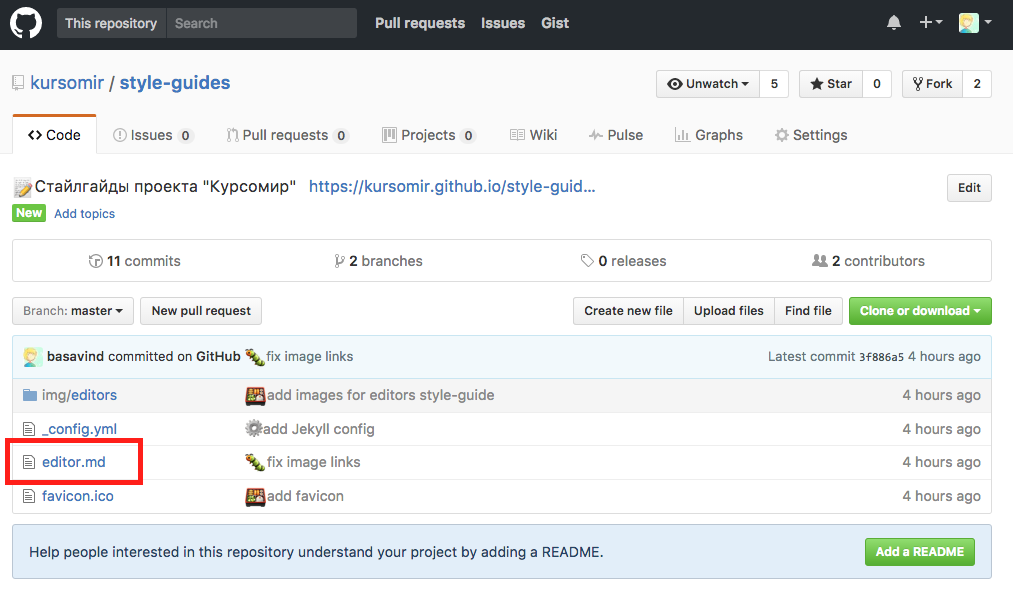 This repository Search Pull requests Issues Gist
kursomir / style-guides Unwatch 5 Star 0 Fork 2
Code Issues 0 Pull requests 0 Projects 0 Wiki Pulse Graphs Settings
Стайлгайды проекта "Курсомир" https://kursomir.github.io/style-guid... Edit
New Add topics
11 commits 2 branches 0 releases 2 contributors
Branch: master New pull request Create new file Upload files Find file Clone or download
basavind committed on GitHub fix image links Latest commit 3f886a5 4 hours ago
img/editors add images for editors style-guide 4 hours ago
_config.yml add Jekyll config 4 hours ago
editor.md fix image links 4 hours ago
favicon.ico add favicon 4 hours ago
Help people interested in this repository understand your project by adding a README. Add a README